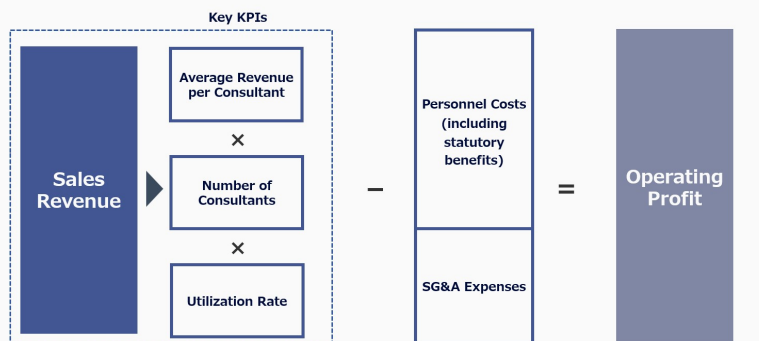 Key KPIs
Sales
Revenue
Average Revenue
per Consultant
×
Number of
Consultants
×
Utilization Rate
−
Personnel Costs
(including
statutory
benefits)
SG&A Expenses
=
Operating
Profit